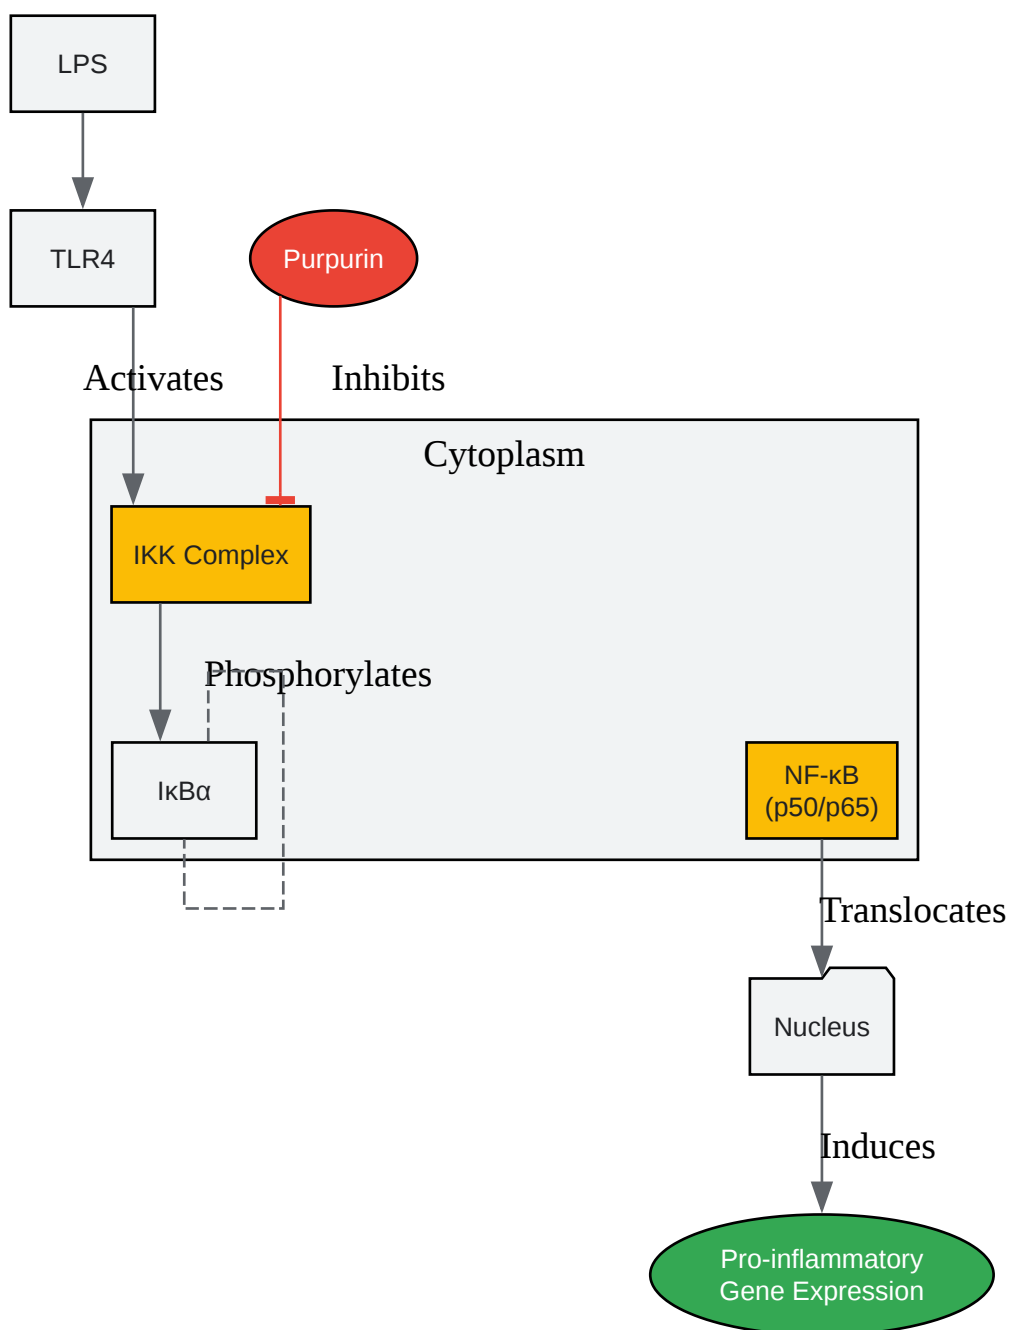 LPS
TLR4
Purpurin
Activates
Inhibits
Cytoplasm
IKK Complex
Phosphorylates
IκBα
NF-κB
(p50/p65)
Translocates
Nucleus
Induces
Pro-inflammatory
Gene Expression